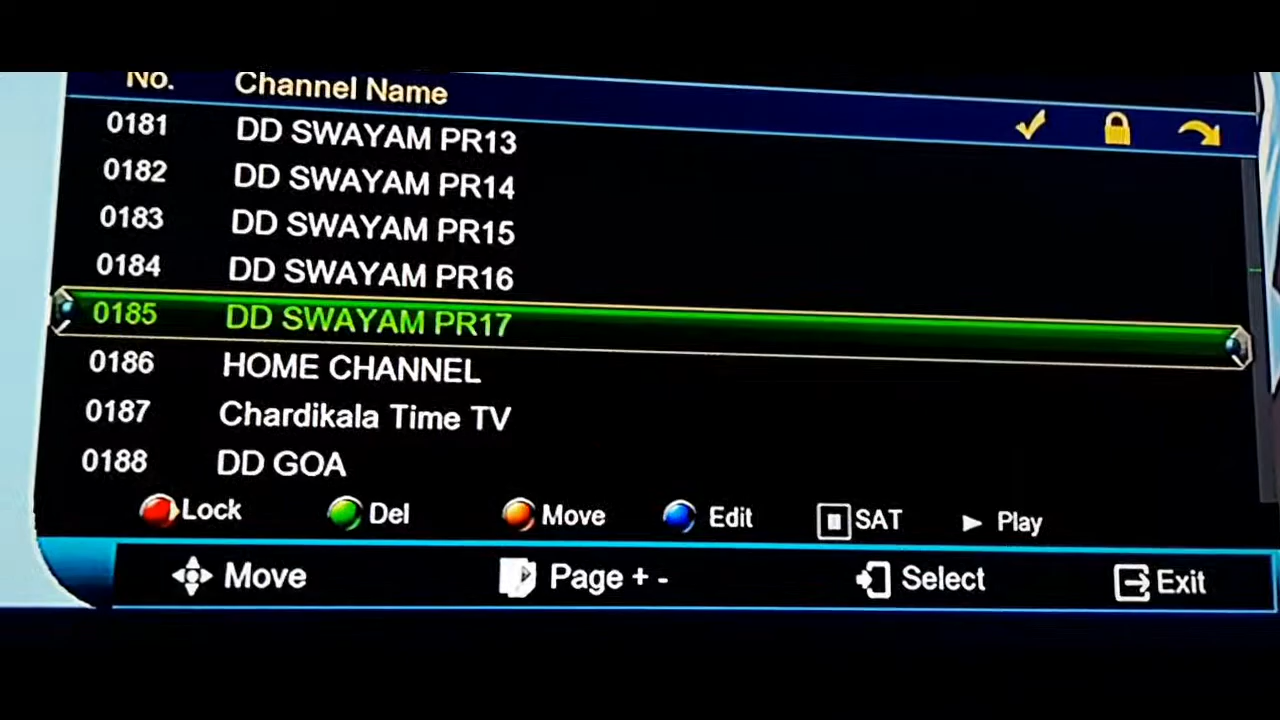 No. Channel Name
0181 DD SWAYAM PR13
0182 DD SWAYAM PR14
0183 DD SWAYAM PR15
0184 DD SWAYAM PR16
0185 DD SWAYAM PR17
0186 HOME CHANNEL
0187 Chardikala Time TV
0188 DD GOA
Lock Del Move Edit SAT Play
Move Page + - Select Exit